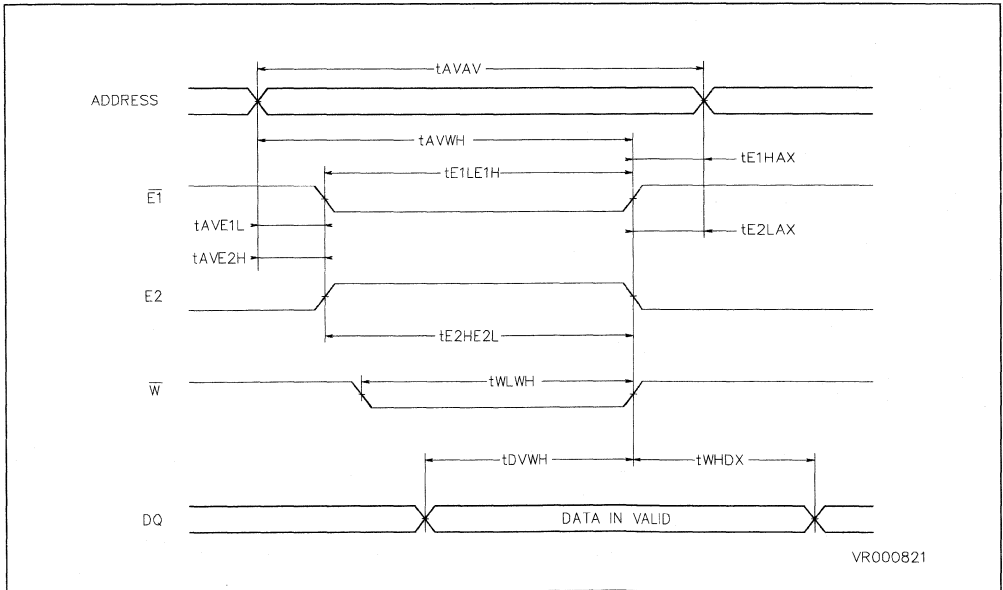 tAVAV
ADDRESS
tAVWH
tE1HAX
tE1LE1H
E1
tAVE1L
tE2LAX
tAVE2H
E2
tE2HE2L
tWLWH
W
tDVWH
tWHDX
DQ
DATA IN VALID
VR000821